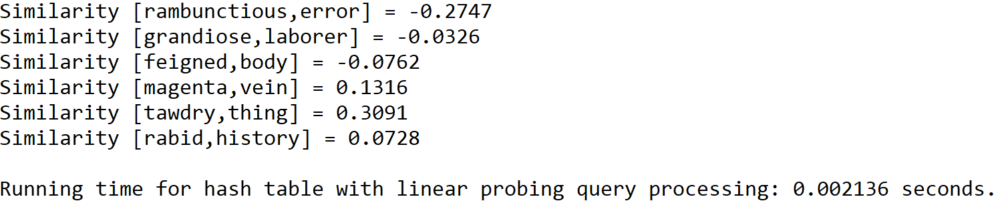 Similarity [rambunctious,error] = -0.2747
Similarity [grandiose,laborer] = -0.0326
Similarity [feigned,body] = -0.0762
Similarity [magenta,vein] = 0.1316
Similarity [tawdry,thing] = 0.3091
Similarity [rabid,history] = 0.0728
Running time for hash table with linear probing query processing: 0.002136 seconds.